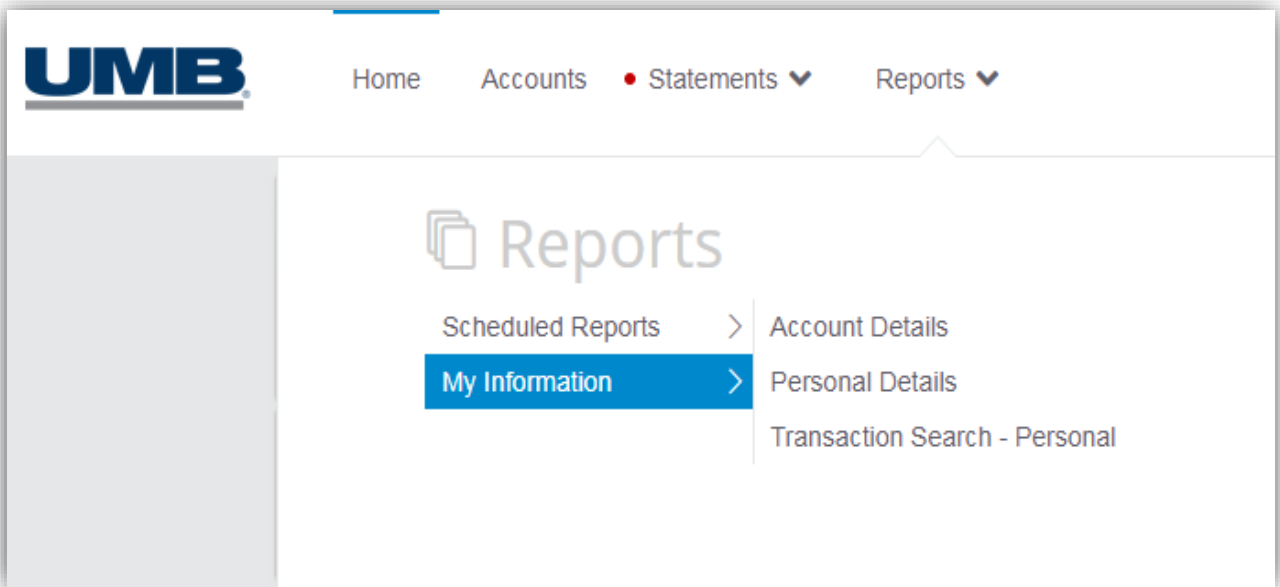 UMB®
Home Accounts • Statements Reports
Reports
Scheduled Reports Account Details
My Information Personal Details
Transaction Search - Personal